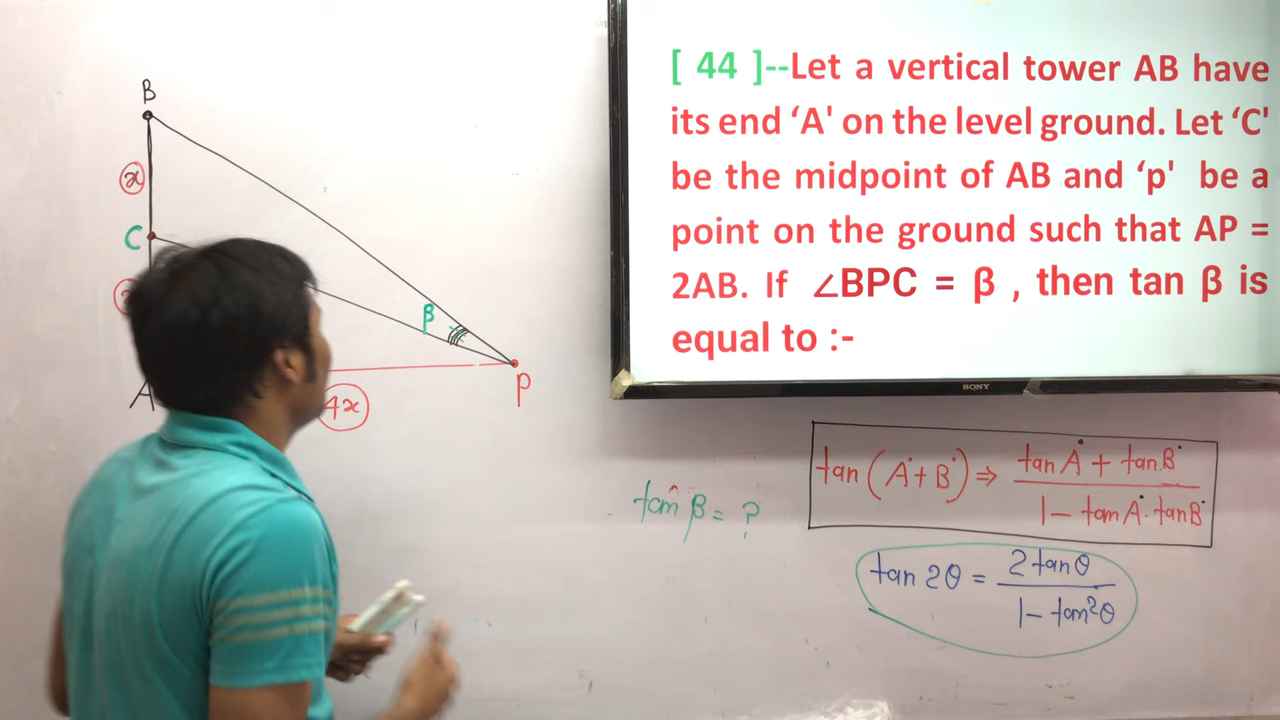 [ 44 ]--Let a vertical tower AB have
its end ‘A' on the level ground. Let ‘C'
be the midpoint of AB and ‘p' be a
point on the ground such that AP =
2AB. If ∠BPC = β , then tan β is
equal to :-
SONY
B
x
C
β
A
4x
P
tan β = ?
tan (A+B) ⇒ tan A + tan B / 1 - tan A . tan B
tan 2θ = 2 tan θ / 1 - tan²θ